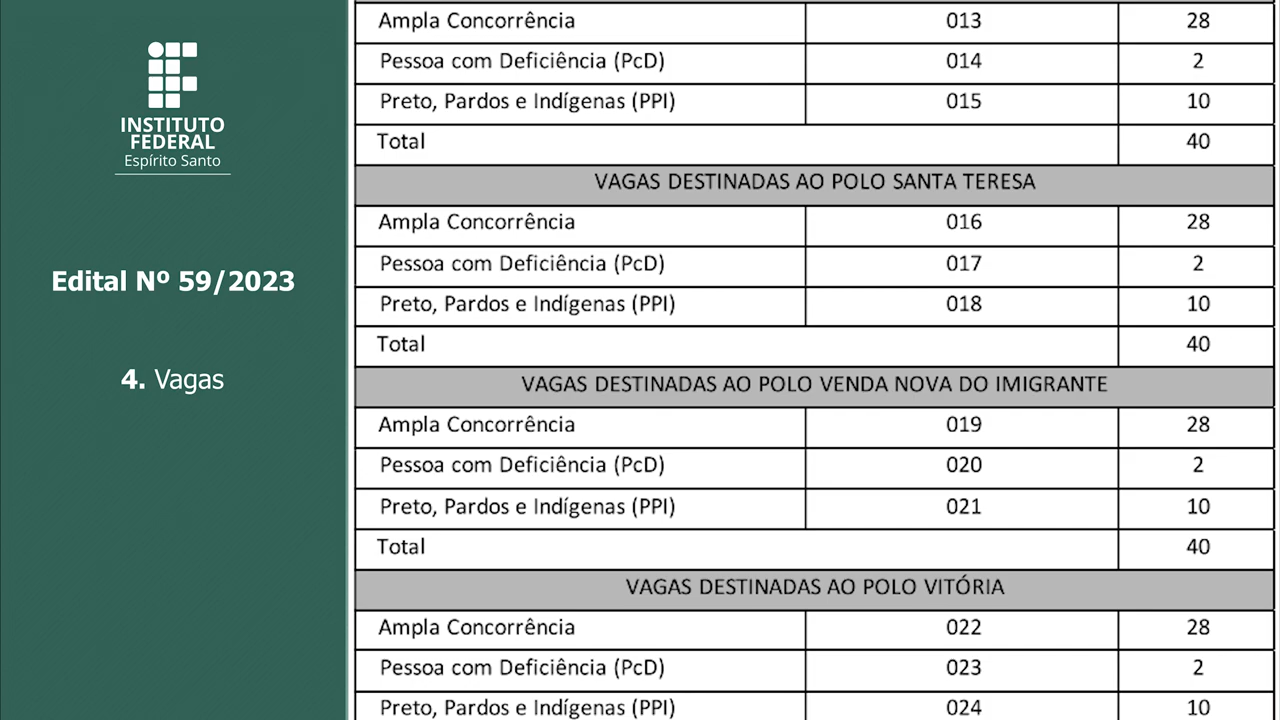 INSTITUTO
FEDERAL
Espírito Santo
Edital Nº 59/2023
4. Vagas
Ampla Concorrência 013 28
Pessoa com Deficiência (PcD) 014 2
Preto, Pardos e Indígenas (PPI) 015 10
Total 40
VAGAS DESTINADAS AO POLO SANTA TERESA
Ampla Concorrência 016 28
Pessoa com Deficiência (PcD) 017 2
Preto, Pardos e Indígenas (PPI) 018 10
Total 40
VAGAS DESTINADAS AO POLO VENDA NOVA DO IMIGRANTE
Ampla Concorrência 019 28
Pessoa com Deficiência (PcD) 020 2
Preto, Pardos e Indígenas (PPI) 021 10
Total 40
VAGAS DESTINADAS AO POLO VITÓRIA
Ampla Concorrência 022 28
Pessoa com Deficiência (PcD) 023 2
Preto, Pardos e Indígenas (PPI) 024 10